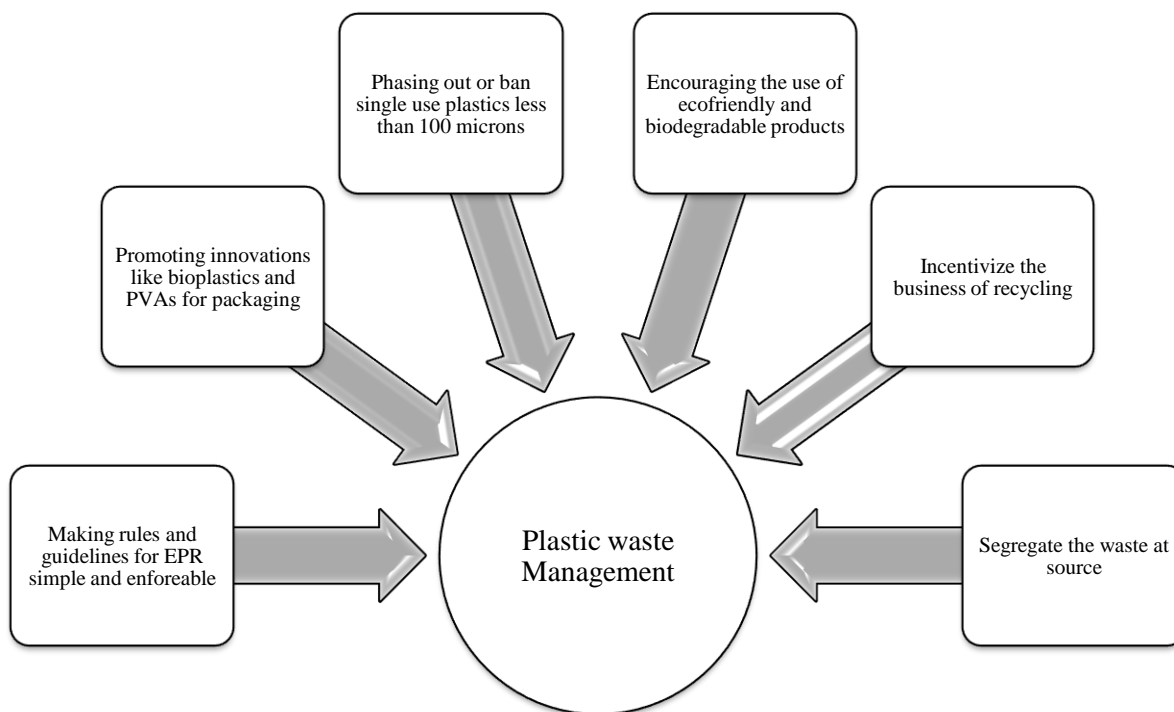 Phasing out or ban
single use plastics less
than 100 microns
Encouraging the use of
ecofriendly and
biodegradable products
Promoting innovations
like bioplastics and
PVAs for packaging
Incentivize the
business of recycling
Making rules and
guidelines for EPR
simple and enforeable
Plastic waste
Management
Segregate the waste at
source